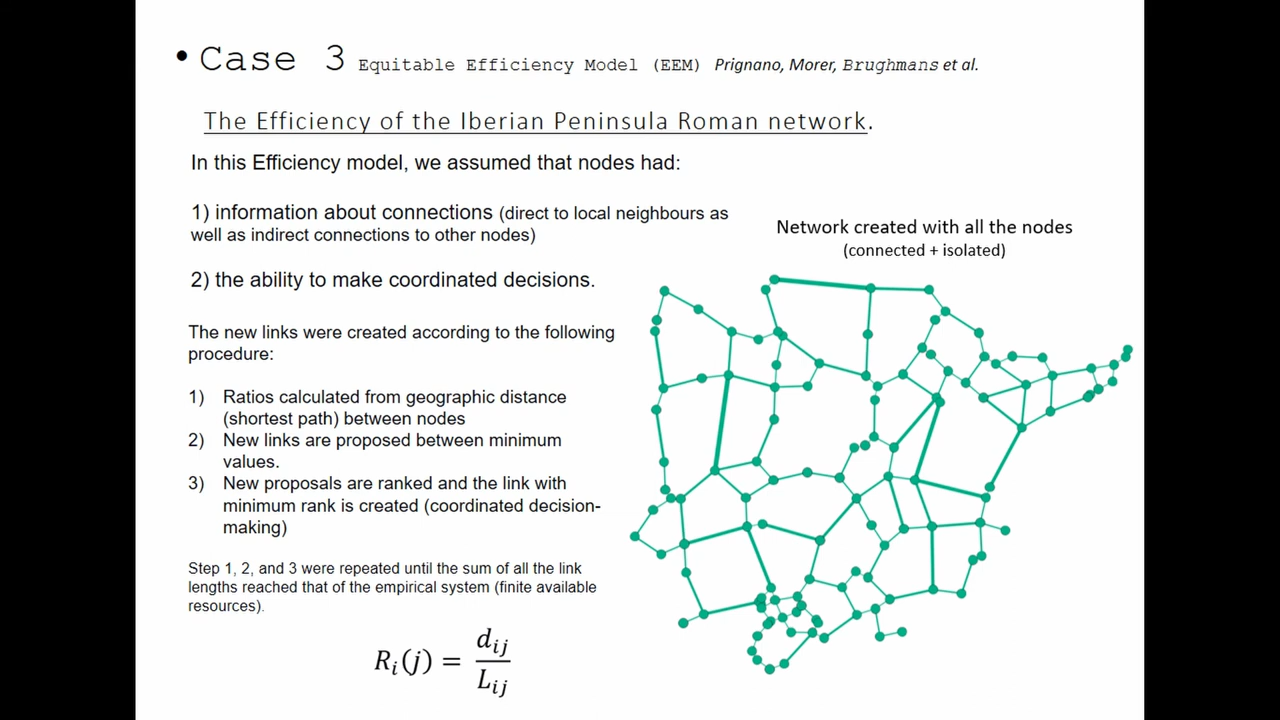 • Case 3 Equitable Efficiency Model (EEM) Prignano, Morer, Brughmans et al.
The Efficiency of the Iberian Peninsula Roman network.
In this Efficiency model, we assumed that nodes had:
1) information about connections (direct to local neighbours as
well as indirect connections to other nodes)
2) the ability to make coordinated decisions.
The new links were created according to the following
procedure:
1) Ratios calculated from geographic distance
(shortest path) between nodes
2) New links are proposed between minimum
values.
3) New proposals are ranked and the link with
minimum rank is created (coordinated decision-
making)
Step 1, 2, and 3 were repeated until the sum of all the link
lengths reached that of the empirical system (finite available
resources).
R_i(j) = d_ij / L_ij
Network created with all the nodes
(connected + isolated)